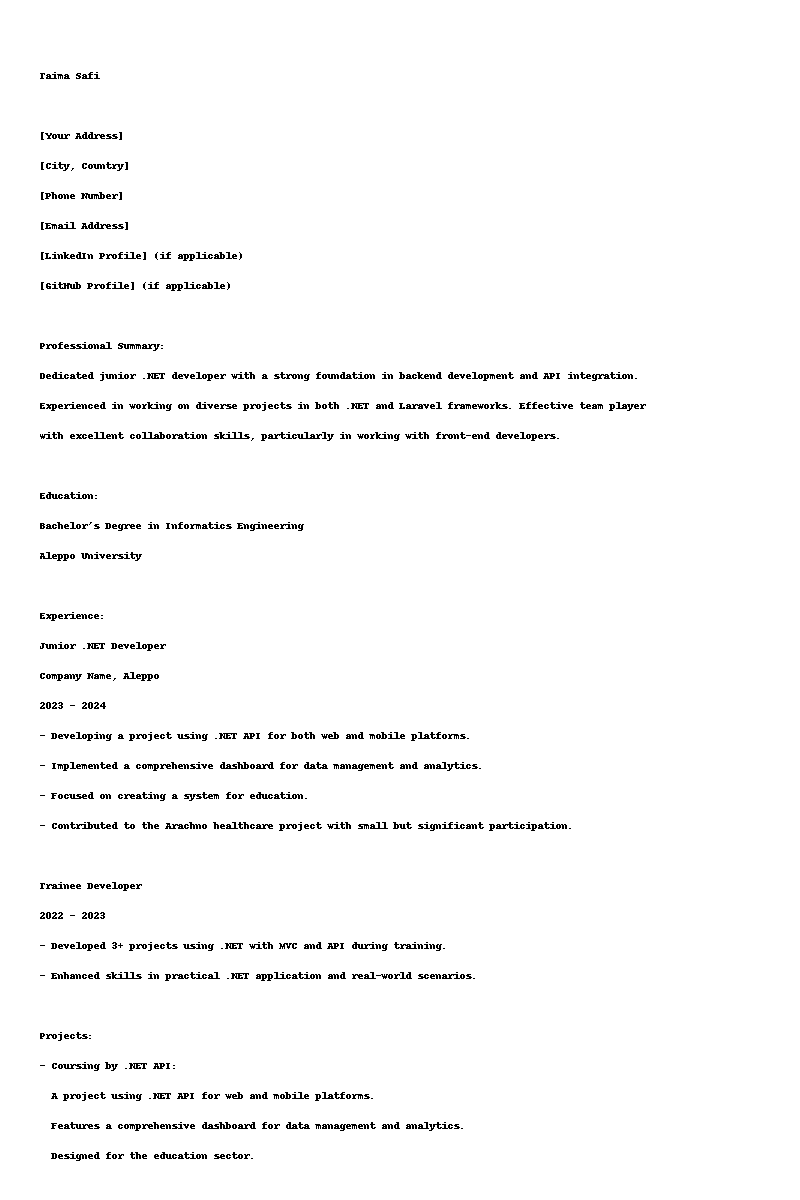 Taima Safi
[Your Address]
[City, Country]
[Phone Number]
[Email Address]
[LinkedIn Profile] (if applicable)
[GitHub Profile] (if applicable)
Professional Summary:
Dedicated junior .NET developer with a strong foundation in backend development and API integration.
Experienced in working on diverse projects in both .NET and Laravel frameworks. Effective team player
with excellent collaboration skills, particularly in working with front-end developers.
Education:
Bachelor's Degree in Informatics Engineering
Aleppo University
Experience:
Junior .NET Developer
Company Name, Aleppo
2023 - 2024
- Developing a project using .NET API for both web and mobile platforms.
- Implemented a comprehensive dashboard for data management and analytics.
- Focused on creating a system for education.
- Contributed to the Arachno healthcare project with small but significant participation.
Trainee Developer
2022 - 2023
- Developed 3+ projects using .NET with MVC and API during training.
- Enhanced skills in practical .NET application and real-world scenarios.
Projects:
- Coursing by .NET API:
A project using .NET API for web and mobile platforms.
Features a comprehensive dashboard for data management and analytics.
Designed for the education sector.